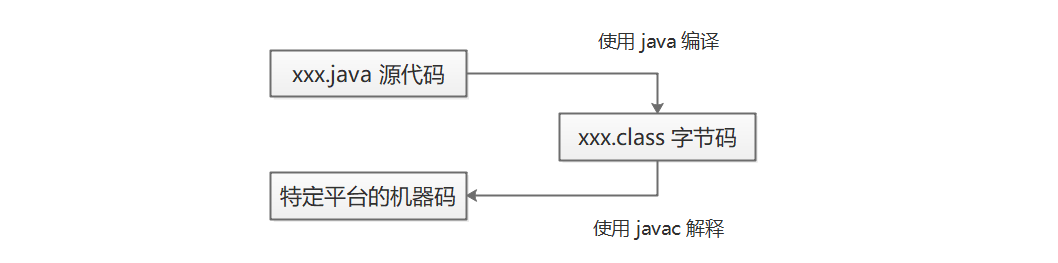 使用 java 编译
xxx.java 源代码
xxx.class 字节码
特定平台的机器码
使用 javac 解释